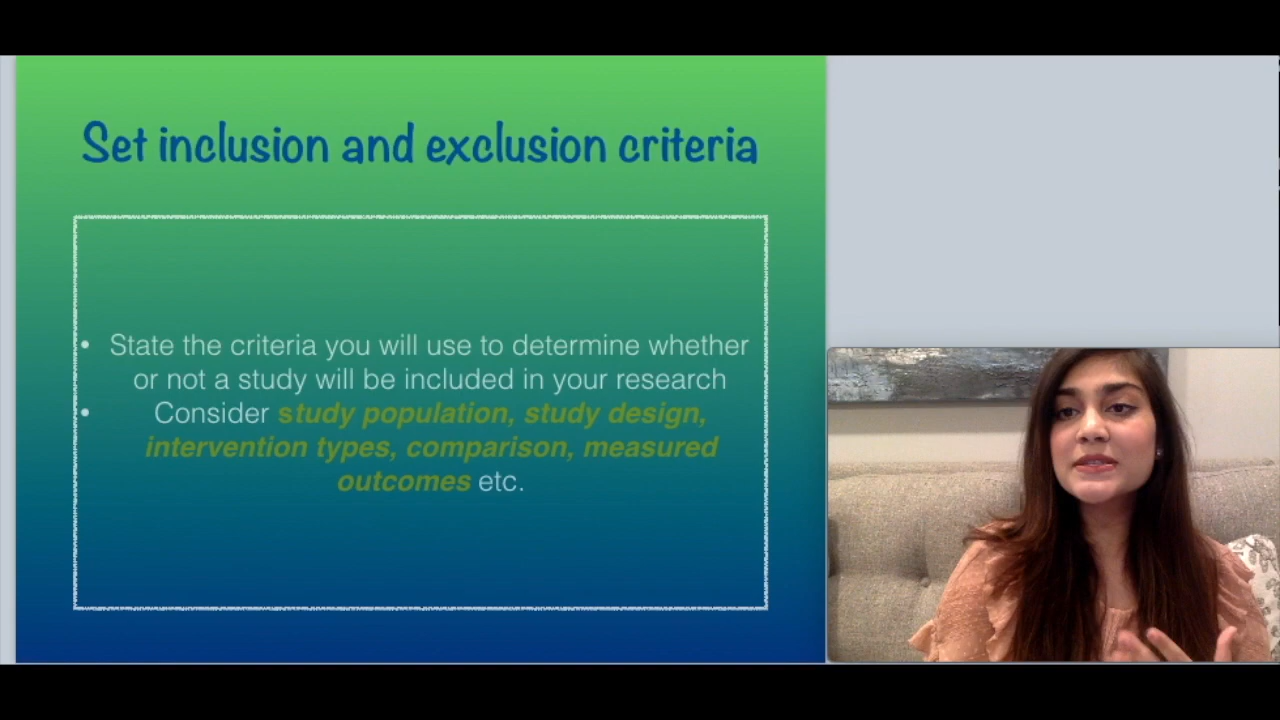 Set inclusion and exclusion criteria
• State the criteria you will use to determine whether
or not a study will be included in your research
• Consider study population, study design,
intervention types, comparison, measured
outcomes etc.